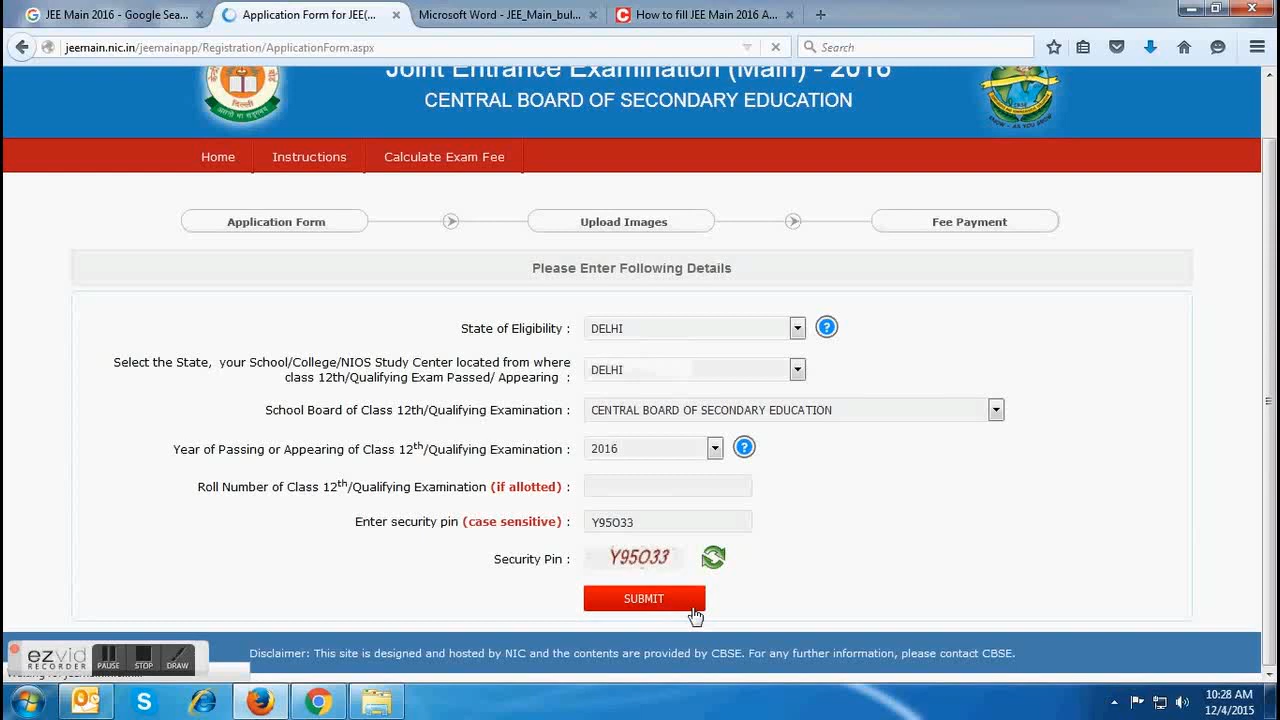 JEE Main 2016 - Google Sea... × Application Form for JEE(... × Microsoft Word - JEE_Main_bul... × How to fill JEE Main 2016 A... × +
jeemain.nic.in/jeemainapp/Registration/ApplicationForm.aspx Search
Joint Entrance Examination (Main) - 2016
CENTRAL BOARD OF SECONDARY EDUCATION
Home Instructions Calculate Exam Fee
Application Form Upload Images Fee Payment
Please Enter Following Details
State of Eligibility : DELHI ?
Select the State, your School/College/NIOS Study Center located from where
class 12th/Qualifying Exam Passed/ Appearing : DELHI
School Board of Class 12th/Qualifying Examination : CENTRAL BOARD OF SECONDARY EDUCATION
Year of Passing or Appearing of Class 12th/Qualifying Examination : 2016 ?
Roll Number of Class 12th/Qualifying Examination (if allotted) :
Enter security pin (case sensitive) : Y95O33
Security Pin : Y95O33
SUBMIT
Disclaimer: This site is designed and hosted by NIC and the contents are provided by CBSE. For any further information, please contact CBSE.
ezvid
RECORDER
PAUSE STOP DRAW
10:28 AM
12/4/2015